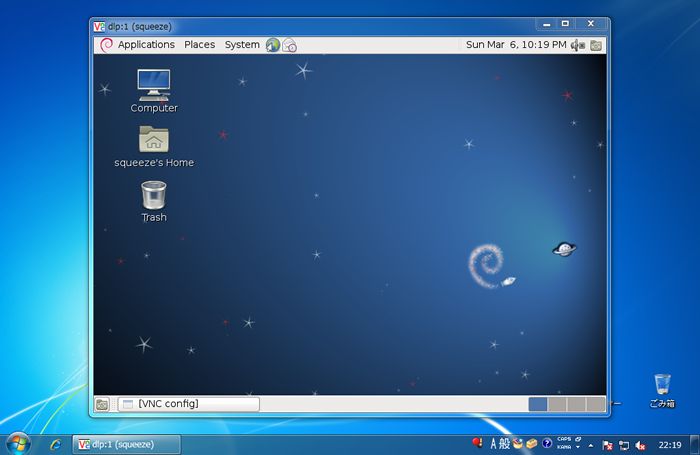 dlp:1 (squeeze)
Applications Places System Sun Mar 6, 10:19 PM
Computer
squeeze's Home
Trash
[VNC config]
ごみ箱
dlp:1 (squeeze) A 般 CAPS KANA 22:19